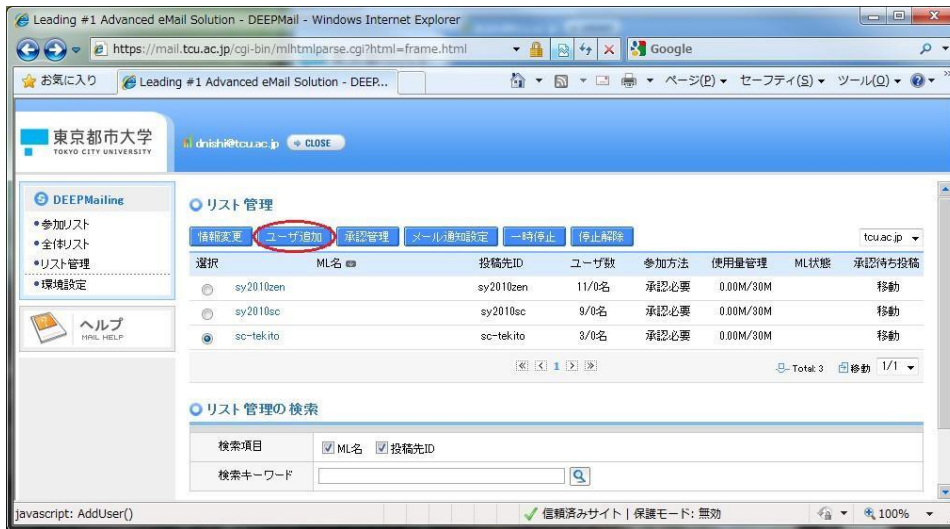 Leading #1 Advanced eMail Solution - DEEPMail - Windows Internet Explorer
https://mail.tcu.ac.jp/cgi-bin/mlhtmlparse.cgi?html=frame.html
Google
お気に入り
Leading #1 Advanced eMail Solution - DEEP...
ページ(P) セーフティ(S) ツール(O)
東京都市大学
TOKYO CITY UNIVERSITY
dnishi@tcu.ac.jp CLOSE
DEEPMailing
•参加リスト
•全体リスト
•リスト管理
•環境設定
ヘルプ
MAIL HELP
リスト管理
情報変更 ユーザ追加 承認管理 メール通知設定 一時停止 停止解除 tcu.ac.jp
選択 ML名 投稿先ID ユーザ数 参加方法 使用量管理 ML状態 承認待ち投稿
sy2010zen sy2010zen 11/0名 承認必要 0.00M/30M 移動
sy2010sc sy2010sc 9/0名 承認必要 0.00M/30M 移動
sc-tekito sc-tekito 3/0名 承認必要 0.00M/30M 移動
1 Total: 3 移動 1/1
リスト管理の検索
検索項目 ML名 投稿先ID
検索キーワード
javascript: AddUser() 信頼済みサイト | 保護モード: 無効 100%